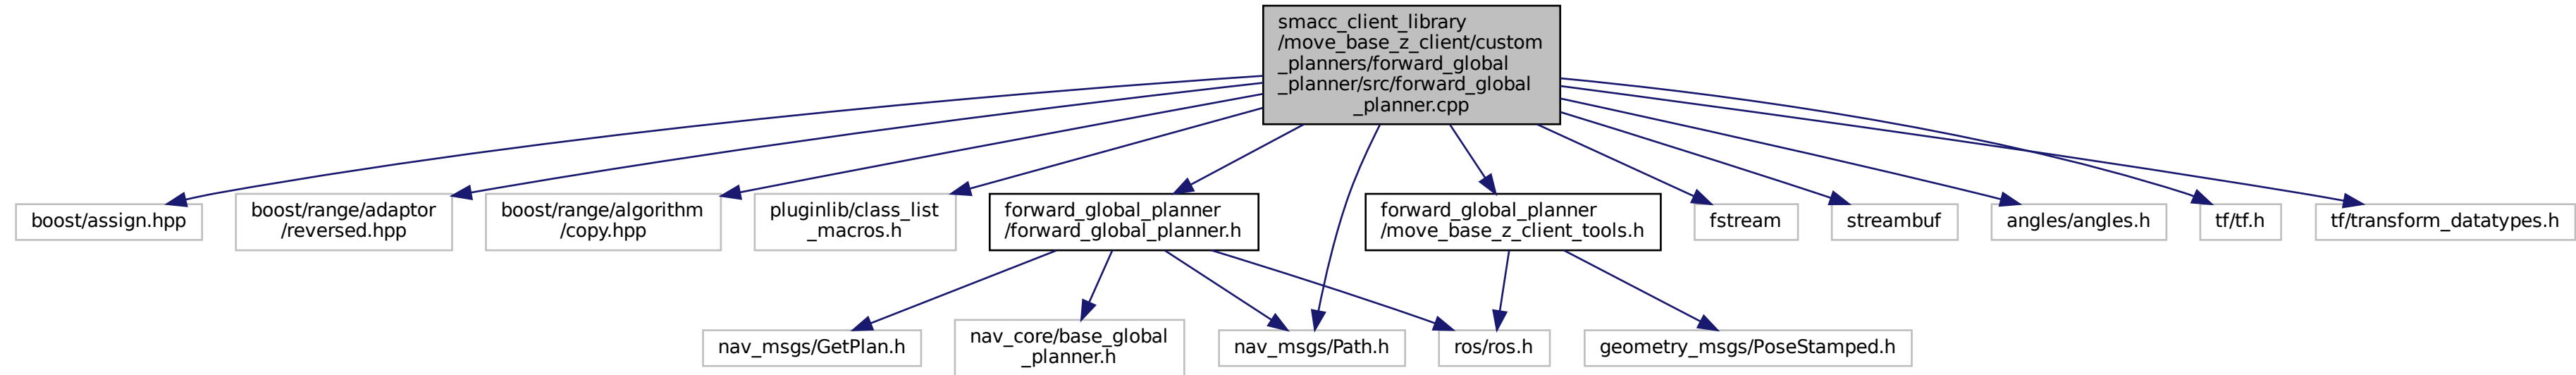 smacc_client_library
/move_base_z_client/custom
_planners/forward_global
_planner/src/forward_global
_planner.cpp
boost/assign.hpp
boost/range/adaptor
/reversed.hpp
boost/range/algorithm
/copy.hpp
pluginlib/class_list
_macros.h
forward_global_planner
/forward_global_planner.h
forward_global_planner
/move_base_z_client_tools.h
fstream
streambuf
angles/angles.h
tf/tf.h
tf/transform_datatypes.h
nav_msgs/GetPlan.h
nav_core/base_global
_planner.h
nav_msgs/Path.h
ros/ros.h
geometry_msgs/PoseStamped.h